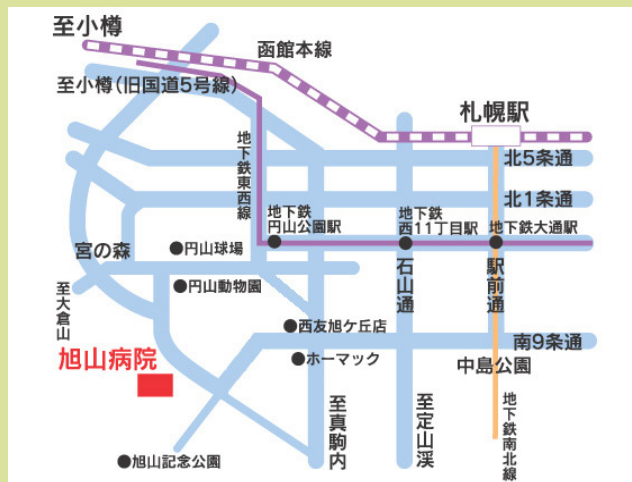 至小樽
函館本線
至小樽(旧国道5号線)
札幌駅
地下鉄東西線
北5条通
北1条通
地下鉄
円山公園駅
地下鉄
西11丁目駅
地下鉄大通駅
宮の森
●円山球場
●円山動物園
石山通
駅前通
至大倉山
●西友旭ケ丘店
南9条通
旭山病院
●ホーマック
中島公園
至真駒内
至定山渓
地下鉄南北線
●旭山記念公園